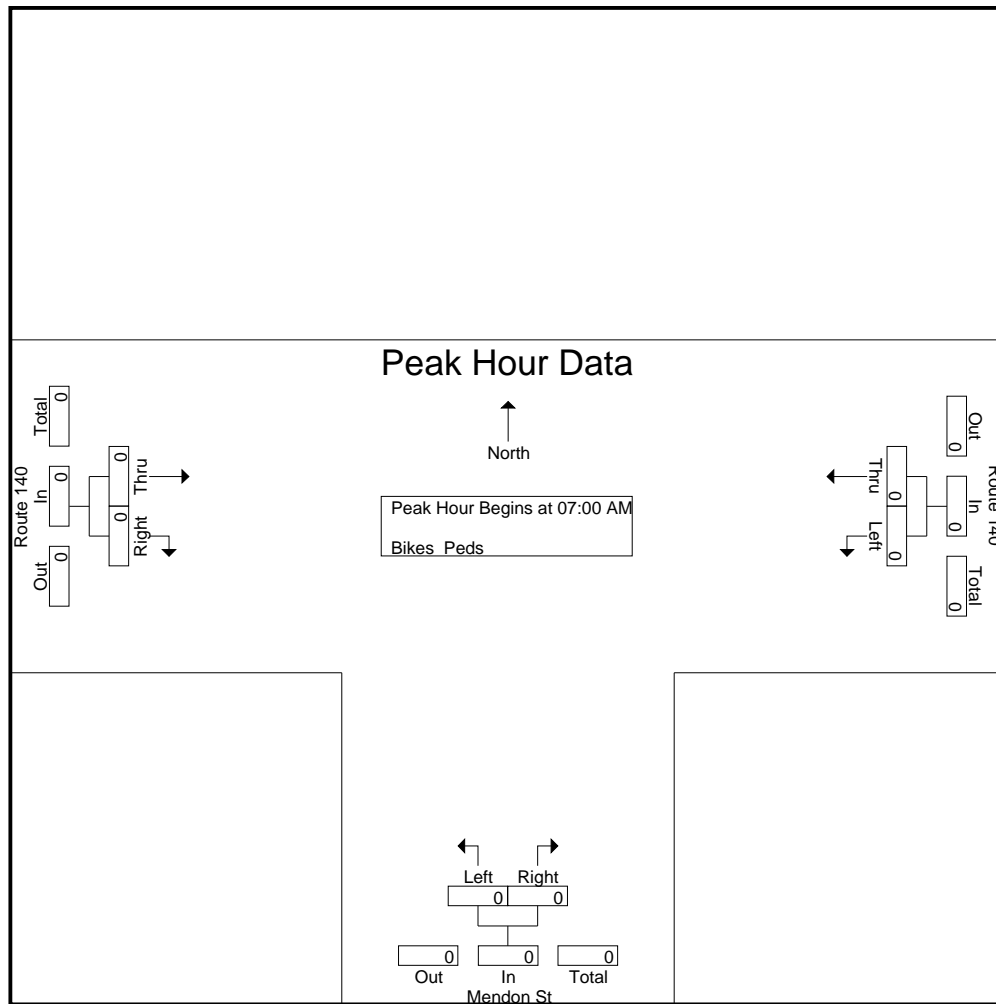 Peak Hour Data
North
Peak Hour Begins at 07:00 AM
Bikes Peds
Route 140
Total
0
In
0
Out
0
Thru
0
Right
0
Route 140
Out
0
In
0
Total
0
Thru
0
Left
0
Left Right
0 0
0 0 0
Out In Total
Mendon St